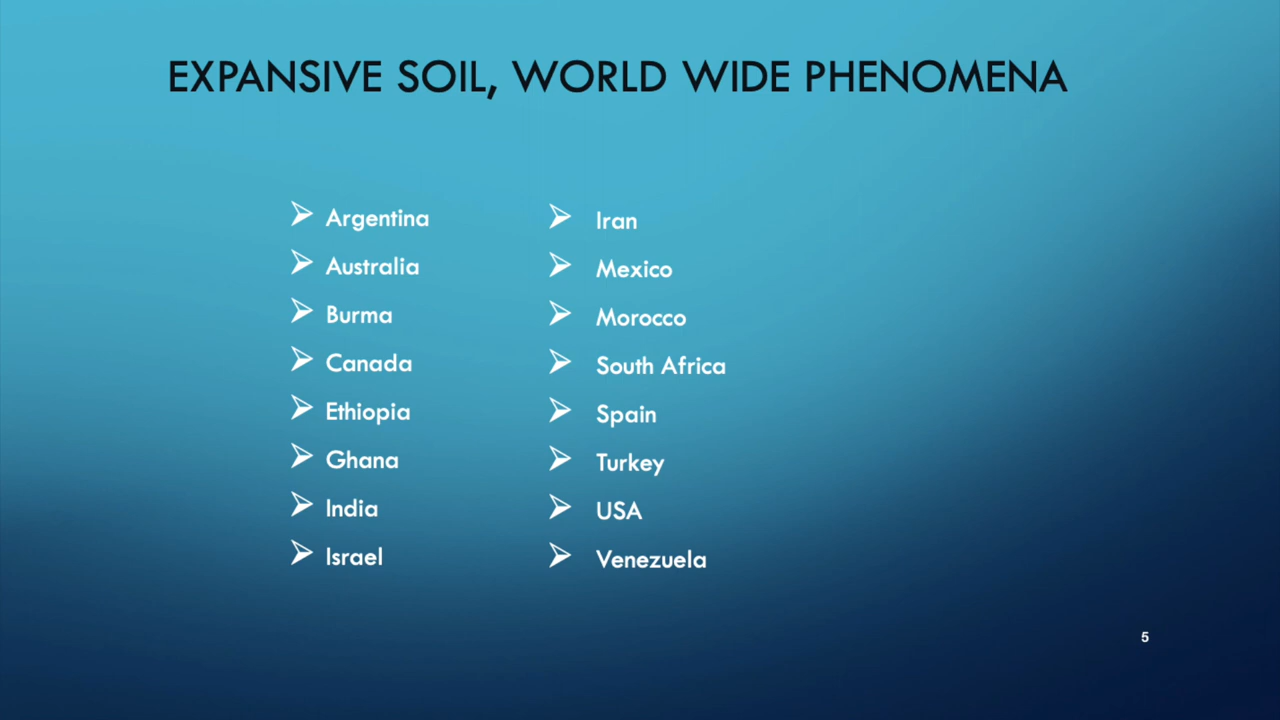 EXPANSIVE SOIL, WORLD WIDE PHENOMENA
Argentina
Australia
Burma
Canada
Ethiopia
Ghana
India
Israel
Iran
Mexico
Morocco
South Africa
Spain
Turkey
USA
Venezuela
5